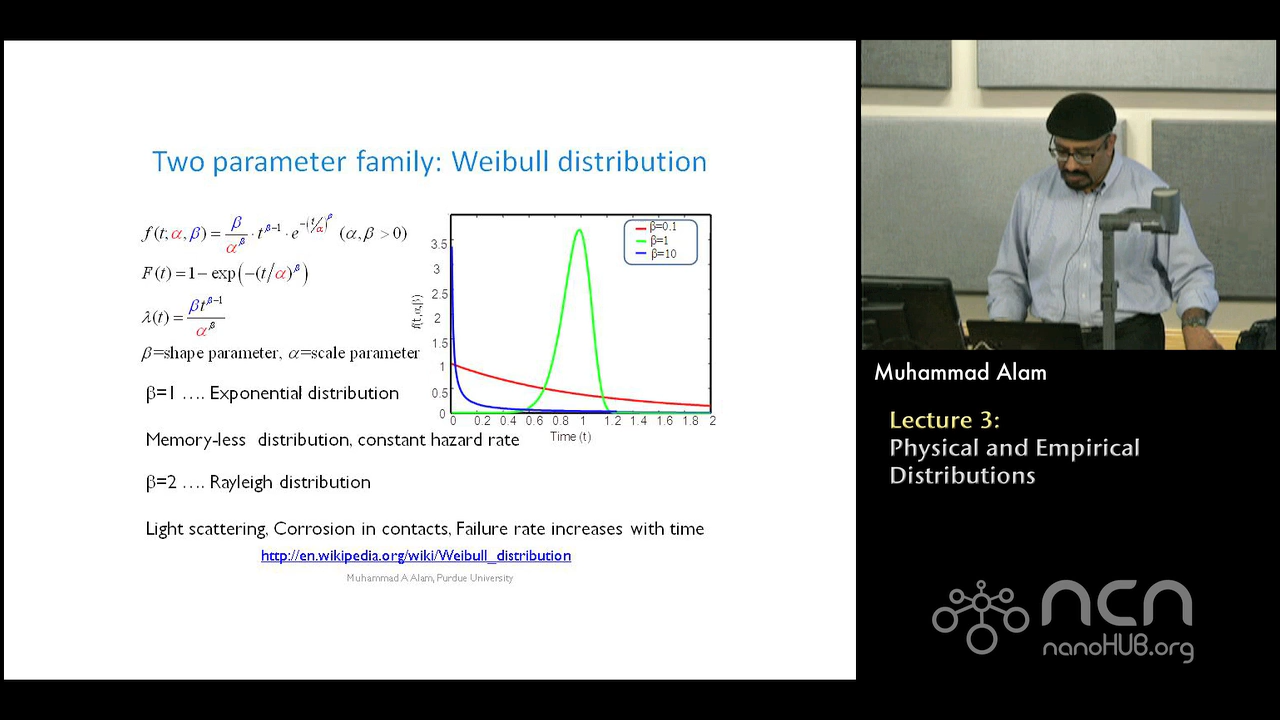 Two parameter family: Weibull distribution
f(t;α,β) = β/α^β · t^(β−1) · e^(−(t/α)^β) (α,β > 0)
F(t) = 1 − exp(−(t/α)^β)
λ(t) = βt^(β−1)/α^β
β=shape parameter, α=scale parameter
β=1 .... Exponential distribution
Memory-less distribution, constant hazard rate
β=2 .... Rayleigh distribution
Light scattering, Corrosion in contacts, Failure rate increases with time
http://en.wikipedia.org/wiki/Weibull_distribution
Muhammad A Alam, Purdue University
β=0.1
β=1
β=10
f(t,α,β)
3.5
3
2.5
2
1.5
1
0.5
0
0 0.2 0.4 0.6 0.8 1 1.2 1.4 1.6 1.8 2
Time (t)
Muhammad Alam
Lecture 3:
Physical and Empirical
Distributions
ncn
nanoHUB.org